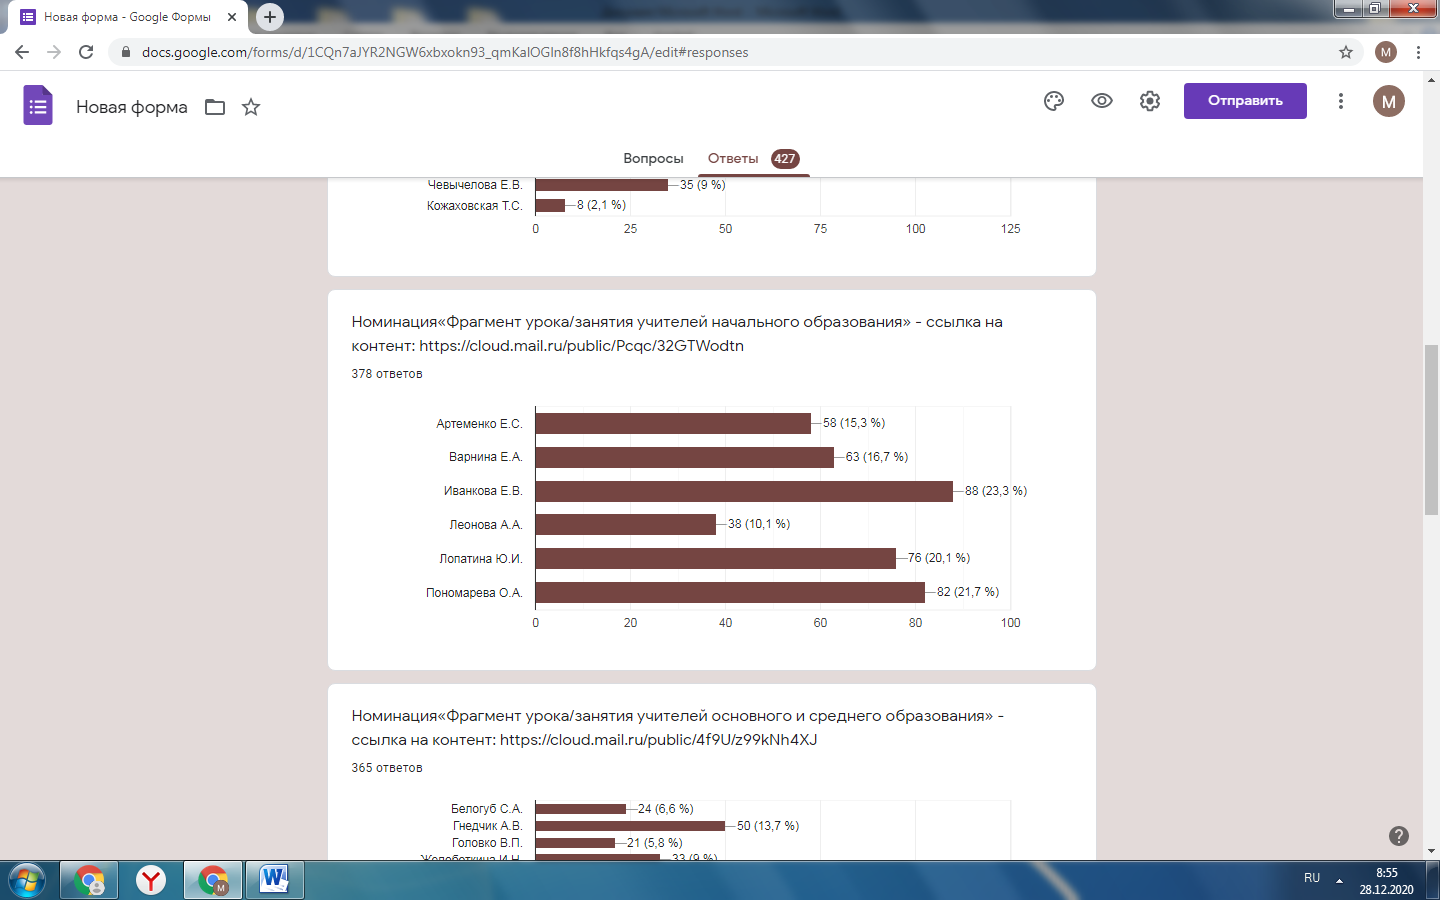 Новая форма - Google Формы
docs.google.com/forms/d/1CQn7aJYR2NGW6xbxokn93_qmKalOGln8f8hHkfqs4gA/edit#responses
M
Новая форма
Отправить
M
Вопросы Ответы 427
Чевычелова Е.В. 35 (9 %)
Кожаховская Т.С. 8 (2,1 %)
0 25 50 75 100 125
Номинация«Фрагмент урока/занятия учителей начального образования» - ссылка на
контент: https://cloud.mail.ru/public/Pcqc/32GTWodtn
378 ответов
Артеменко Е.С. 58 (15,3 %)
Варнина Е.А. 63 (16,7 %)
Иванкова Е.В. 88 (23,3 %)
Леонова А.А. 38 (10,1 %)
Лопатина Ю.И. 76 (20,1 %)
Пономарева О.А. 82 (21,7 %)
0 20 40 60 80 100
Номинация«Фрагмент урока/занятия учителей основного и среднего образования» -
ссылка на контент: https://cloud.mail.ru/public/4f9U/z99kNh4XJ
365 ответов
Белогуб С.А. 24 (6,6 %)
Гнедчик А.В. 50 (13,7 %)
Головко В.П. 21 (5,8 %)
33 (9 %)
RU
8:55
28.12.2020